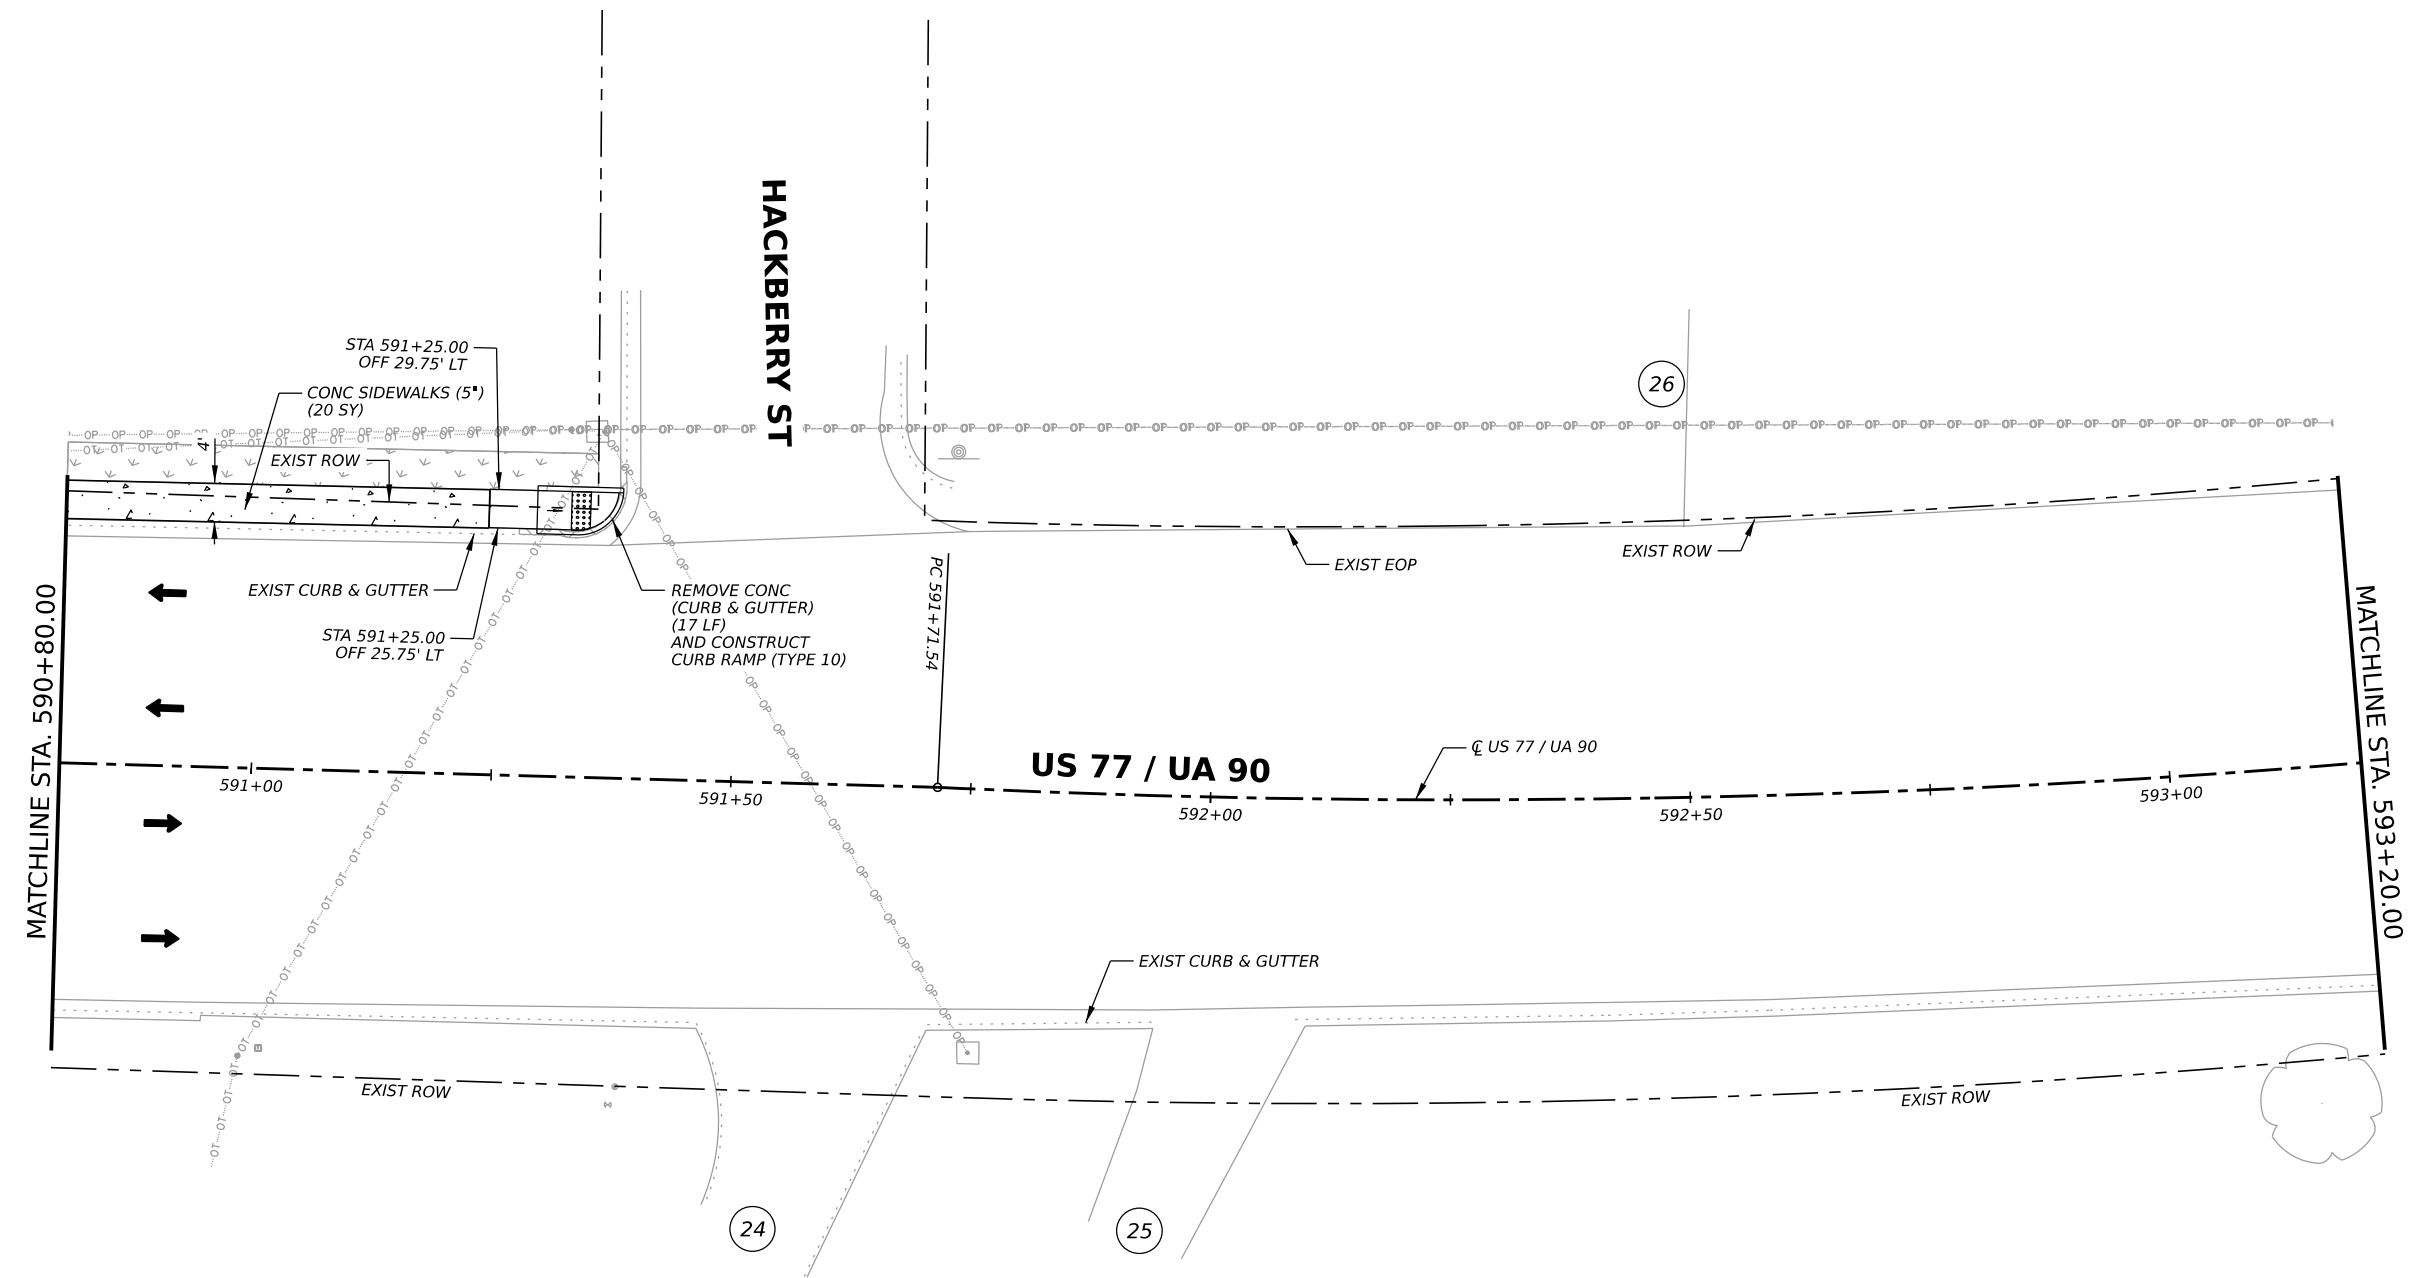 HACKBERRY ST
STA 591+25.00
OFF 29.75' LT
CONC SIDEWALKS (5")
(20 SY)
4'
EXIST ROW
26
EXIST CURB & GUTTER
STA 591+25.00
OFF 25.75' LT
REMOVE CONC
(CURB & GUTTER)
(17 LF)
AND CONSTRUCT
CURB RAMP (TYPE 10)
PC 591+71.54
EXIST EOP
EXIST ROW
MATCHLINE STA. 590+80.00
MATCHLINE STA. 593+20.00
US 77 / UA 90
℄ US 77 / UA 90
591+00
591+50
592+00
592+50
593+00
EXIST CURB & GUTTER
EXIST ROW
EXIST ROW
24
25
OP
OT